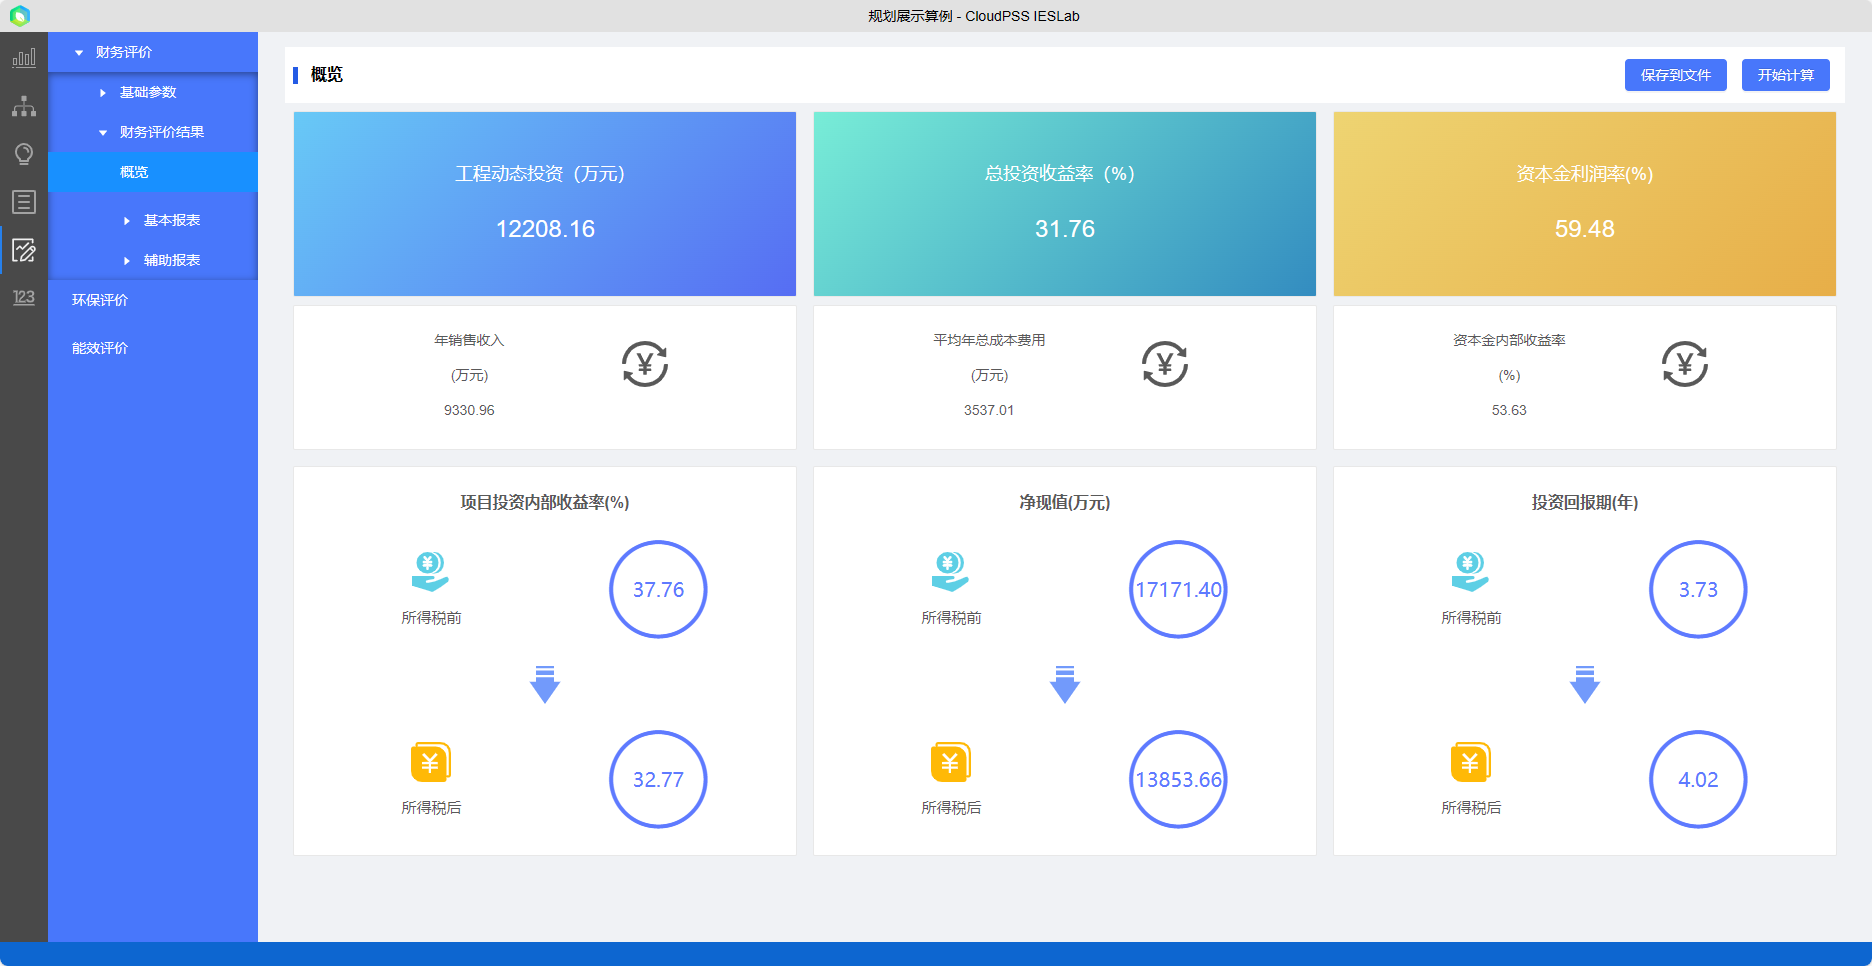 规划展示算例 - CloudPSS IESLab
财务评价
基础参数
财务评价结果
概览
基本报表
辅助报表
环保评价
能效评价
123
概览
保存到文件
开始计算
工程动态投资（万元）
12208.16
总投资收益率（%）
31.76
资本金利润率(%)
59.48
年销售收入
(万元)
9330.96
¥
平均年总成本费用
(万元)
3537.01
¥
资本金内部收益率
(%)
53.63
¥
项目投资内部收益率(%)
¥
所得税前
37.76
¥
所得税后
32.77
净现值(万元)
¥
所得税前
17171.40
¥
所得税后
13853.66
投资回报期(年)
¥
所得税前
3.73
¥
所得税后
4.02